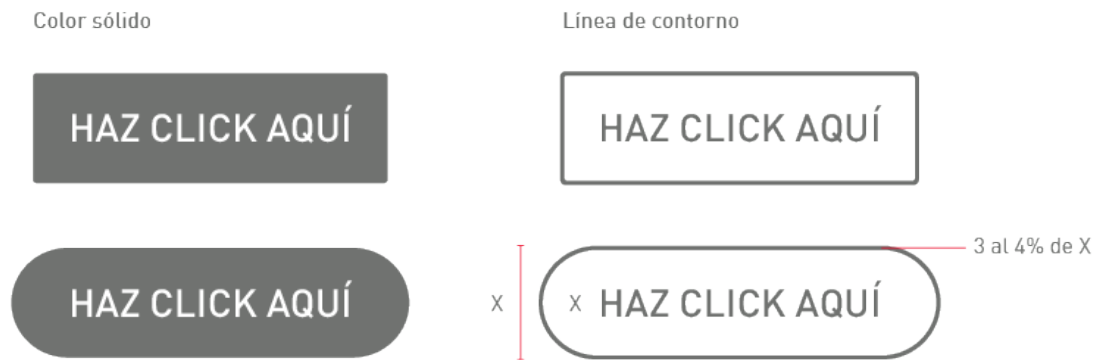 Color sólido
Línea de contorno
HAZ CLICK AQUÍ
HAZ CLICK AQUÍ
3 al 4% de X
HAZ CLICK AQUÍ
X
X
HAZ CLICK AQUÍ